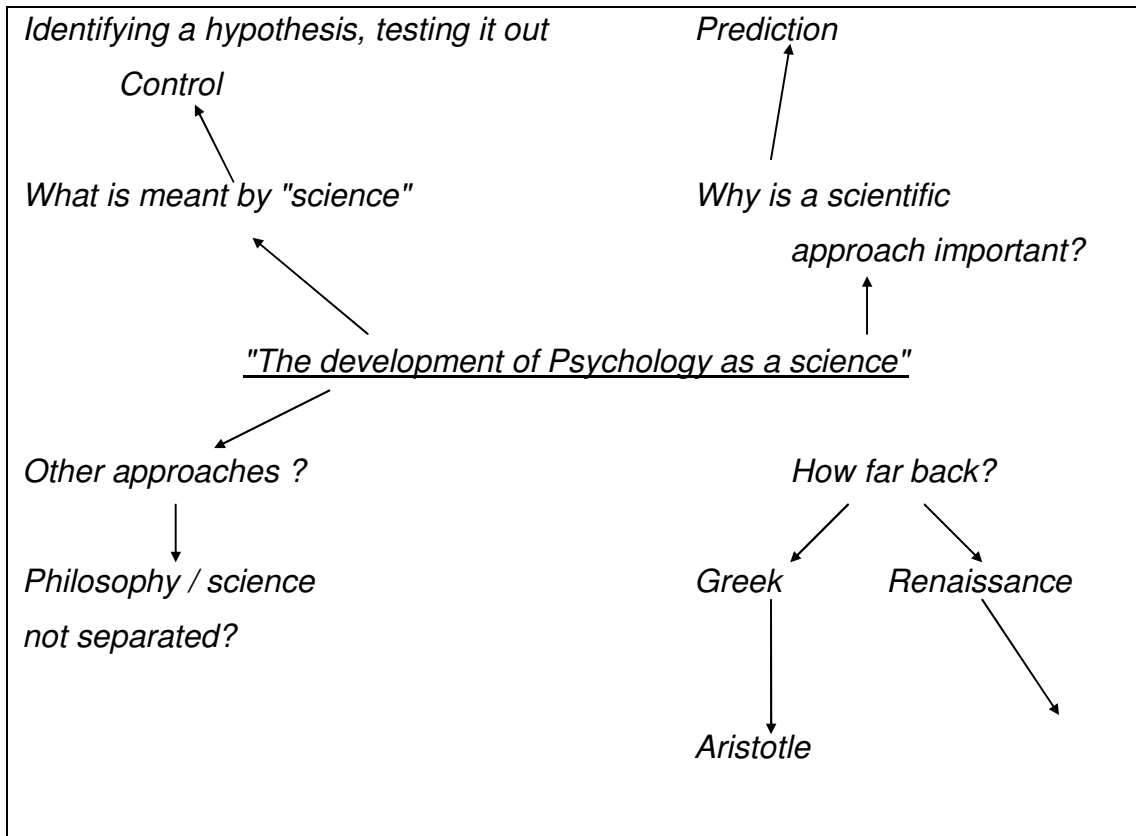 Identifying a hypothesis, testing it out
Prediction
Control
What is meant by "science"
Why is a scientific
approach important?
"The development of Psychology as a science"
Other approaches ?
How far back?
Philosophy / science
not separated?
Greek
Renaissance
Aristotle